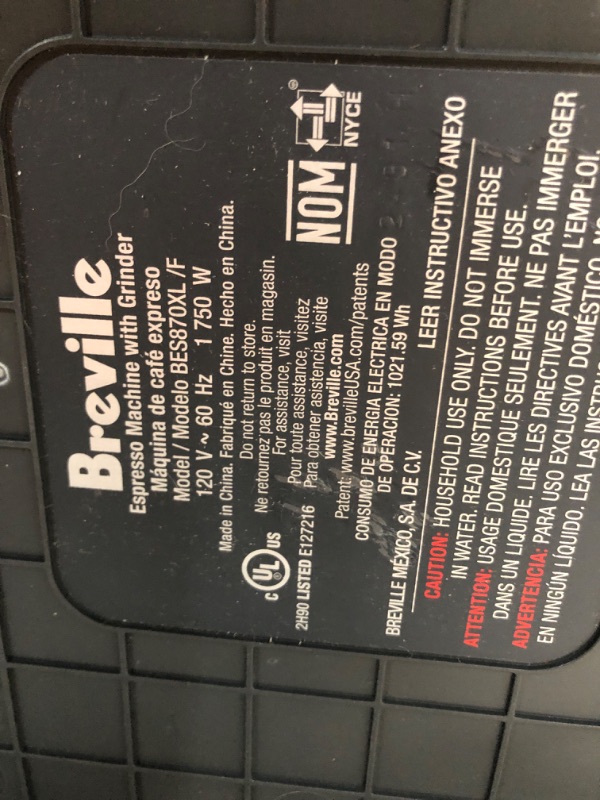 Breville
Espresso Machine with Grinder
Máquina de café expreso
Model / Modelo BES870XL /F
120 V ~ 60 Hz 1 750 W
Made in China. Fabriqué en Chine. Hecho en China.
Do not return to store.
Ne retournez pas le produit en magasin.
For assistance, visit
Pour toute assistance, visitez
Para obtener asistencia, visite
www.Breville.com
Patent: www.brevilleUSA.com/patents
C UL US
2H90 LISTED E127216
NOM
NYCE
CONSUMO DE ENERGIA ELECTRICA EN MODO
DE OPERACION: 1021,59 Wh
BREVILLE MEXICO, S.A. DE C.V. LEER INSTRUCTIVO ANEXO
CAUTION: HOUSEHOLD USE ONLY. DO NOT IMMERSE
IN WATER. READ INSTRUCTIONS BEFORE USE.
ATTENTION: USAGE DOMESTIQUE SEULEMENT. NE PAS IMMERGER
DANS UN LIQUIDE. LIRE LES DIRECTIVES AVANT L'EMPLOI.
ADVERTENCIA: PARA USO EXCLUSIVO DOMÉSTICO. NO
EN NINGÚN LÍQUIDO. LEA LAS